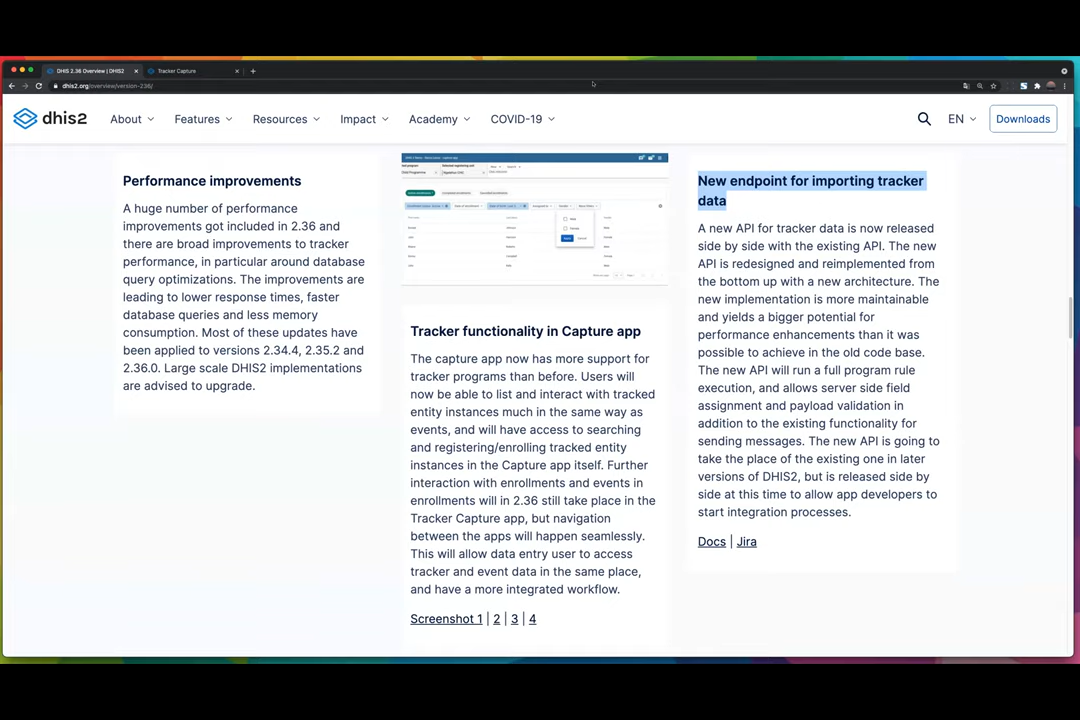 DHIS 2.36 Overview | DHIS2
Tracker Capture
dhis2.org/overview/version-236/
dhis2
About
Features
Resources
Impact
Academy
COVID-19
EN
Downloads
Performance improvements
A huge number of performance
improvements got included in 2.36 and
there are broad improvements to tracker
performance, in particular around database
query optimizations. The improvements are
leading to lower response times, faster
database queries and less memory
consumption. Most of these updates have
been applied to versions 2.34.4, 2.35.2 and
2.36.0. Large scale DHIS2 implementations
are advised to upgrade.
Tracker functionality in Capture app
The capture app now has more support for
tracker programs than before. Users will
now be able to list and interact with tracked
entity instances much in the same way as
events, and will have access to searching
and registering/enrolling tracked entity
instances in the Capture app itself. Further
interaction with enrollments and events in
enrollments will in 2.36 still take place in the
Tracker Capture app, but navigation
between the apps will happen seamlessly.
This will allow data entry user to access
tracker and event data in the same place,
and have a more integrated workflow.
Screenshot 1 | 2 | 3 | 4
New endpoint for importing tracker
data
A new API for tracker data is now released
side by side with the existing API. The new
API is redesigned and reimplemented from
the bottom up with a new architecture. The
new implementation is more maintainable
and yields a bigger potential for
performance enhancements than it was
possible to achieve in the old code base.
The new API will run a full program rule
execution, and allows server side field
assignment and payload validation in
addition to the existing functionality for
sending messages. The new API is going to
take the place of the existing one in later
versions of DHIS2, but is released side by
side at this time to allow app developers to
start integration processes.
Docs | Jira